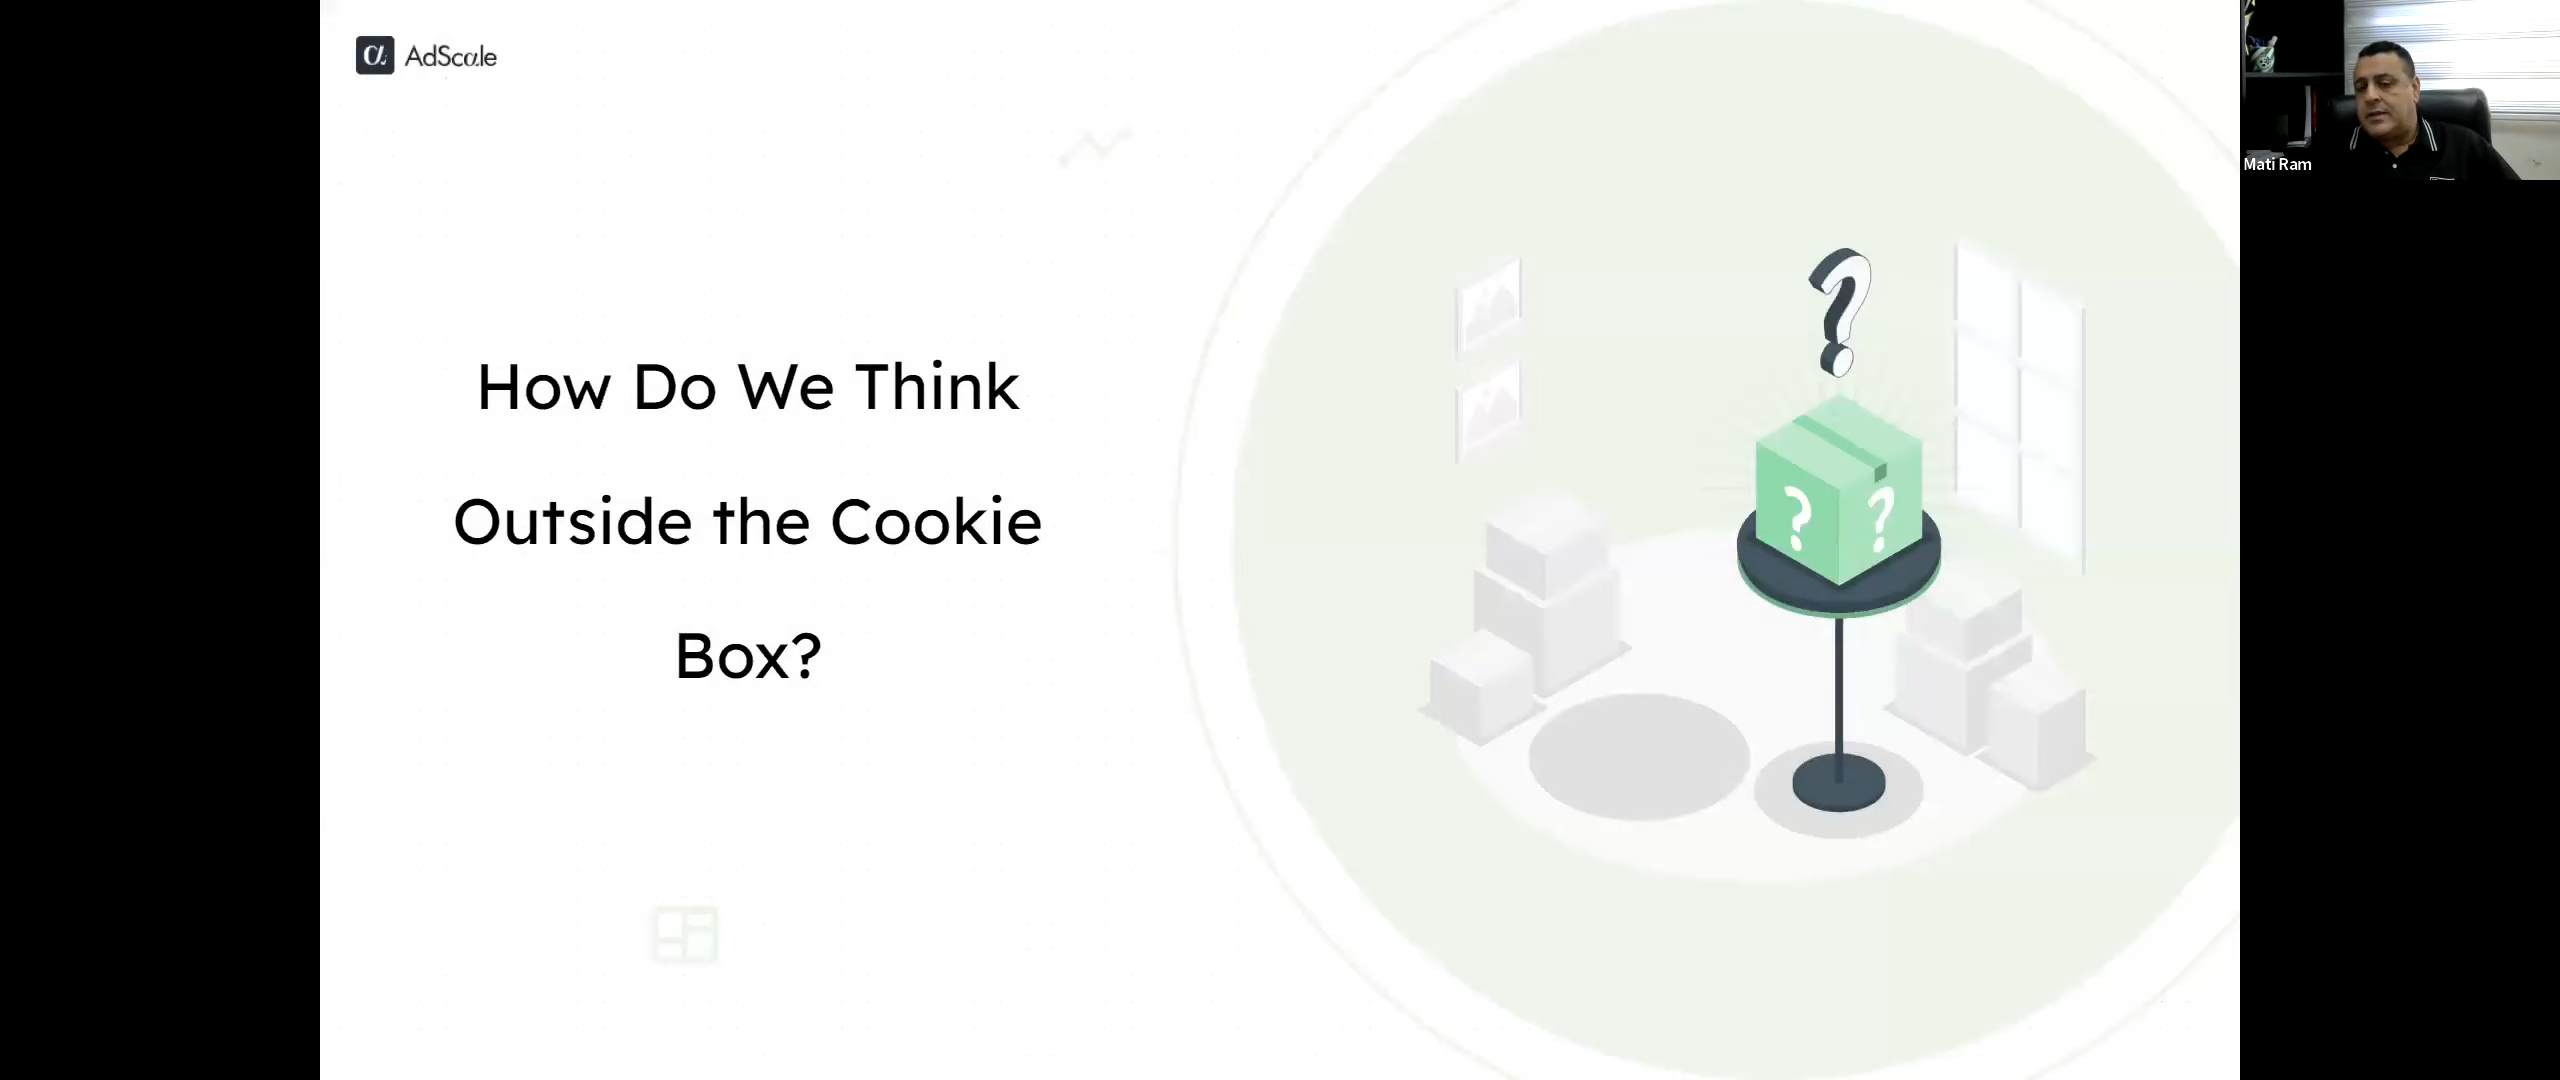 AdScale
How Do We Think
Outside the Cookie
Box?
?
? ?
Mati Ram